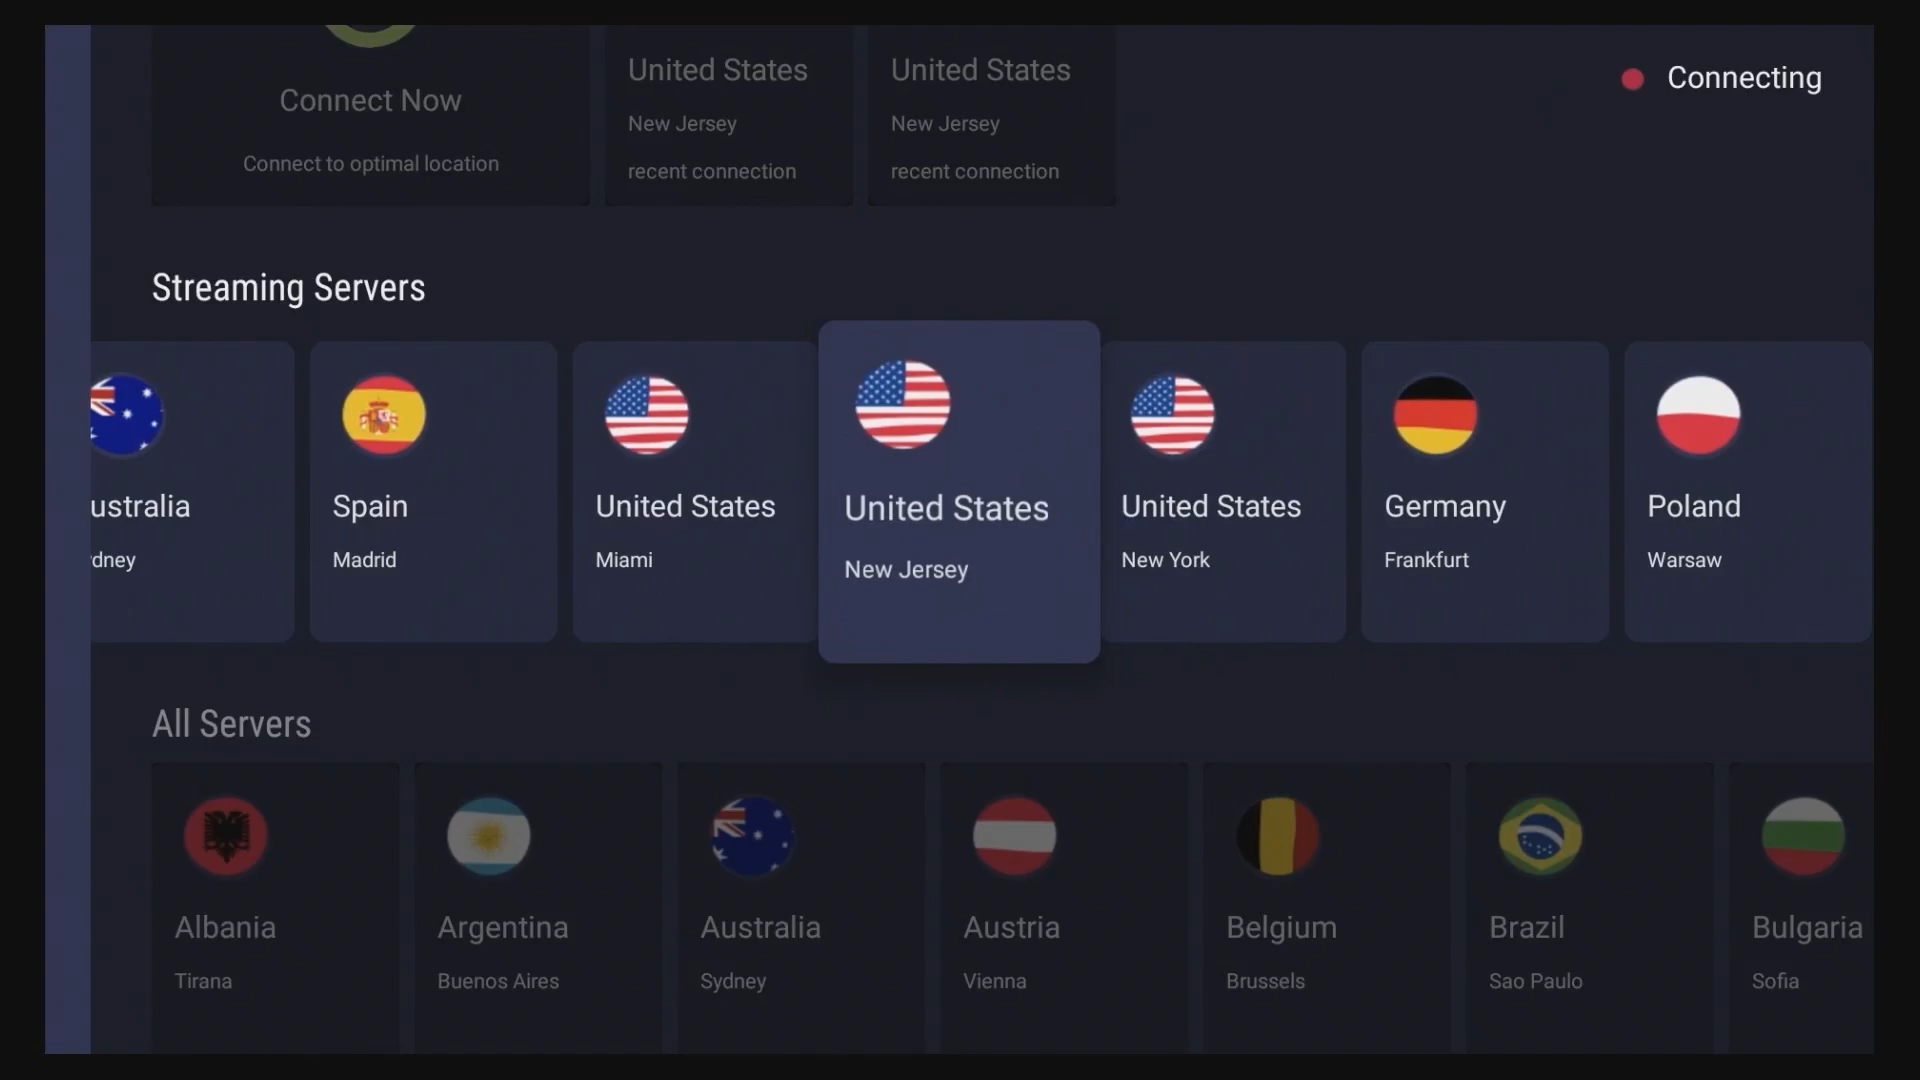 Connecting
Connect Now
Connect to optimal location
United States
New Jersey
recent connection
United States
New Jersey
recent connection
Streaming Servers
ustralia
dney
Spain
Madrid
United States
Miami
United States
New Jersey
United States
New York
Germany
Frankfurt
Poland
Warsaw
All Servers
Albania
Tirana
Argentina
Buenos Aires
Australia
Sydney
Austria
Vienna
Belgium
Brussels
Brazil
Sao Paulo
Bulgaria
Sofia